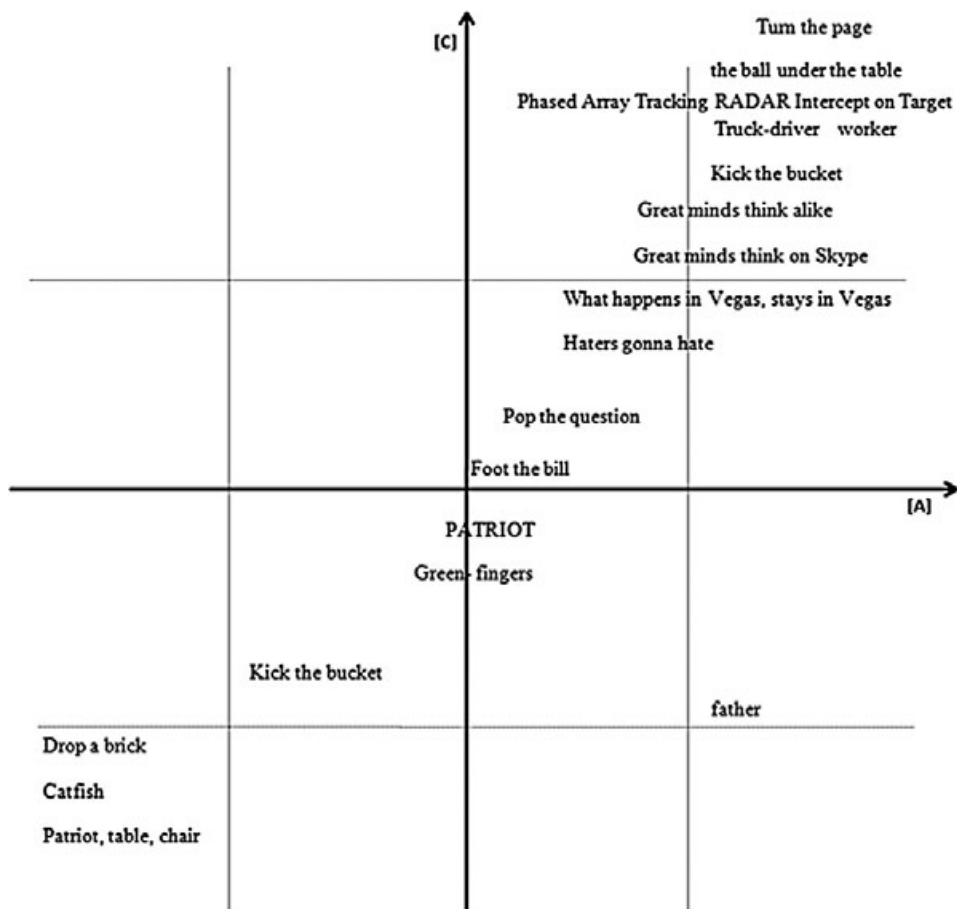 Turn the page
[C]
the ball under the table
Phased Array Tracking RADAR Intercept on Target
Truck-driver worker
Kick the bucket
Great minds think alike
Great minds think on Skype
What happens in Vegas, stays in Vegas
Haters gonna hate
Pop the question
Foot the bill
[A]
PATRIOT
Green- fingers
Kick the bucket
father
Drop a brick
Catfish
Patriot, table, chair